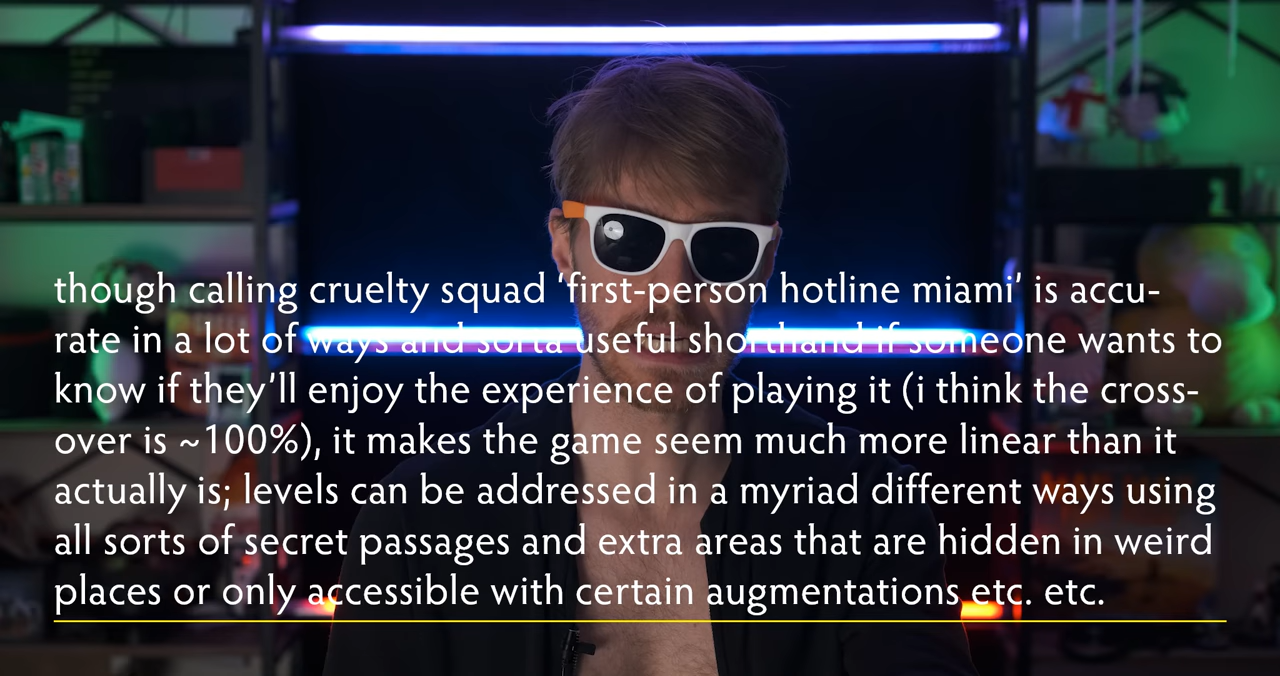 though calling cruelty squad ‘first-person hotline miami’ is accu-
rate in a lot of ways and sorta useful shorthand if someone wants to
know if they’ll enjoy the experience of playing it (i think the cross-
over is ~100%), it makes the game seem much more linear than it
actually is; levels can be addressed in a myriad different ways using
all sorts of secret passages and extra areas that are hidden in weird
places or only accessible with certain augmentations etc. etc.